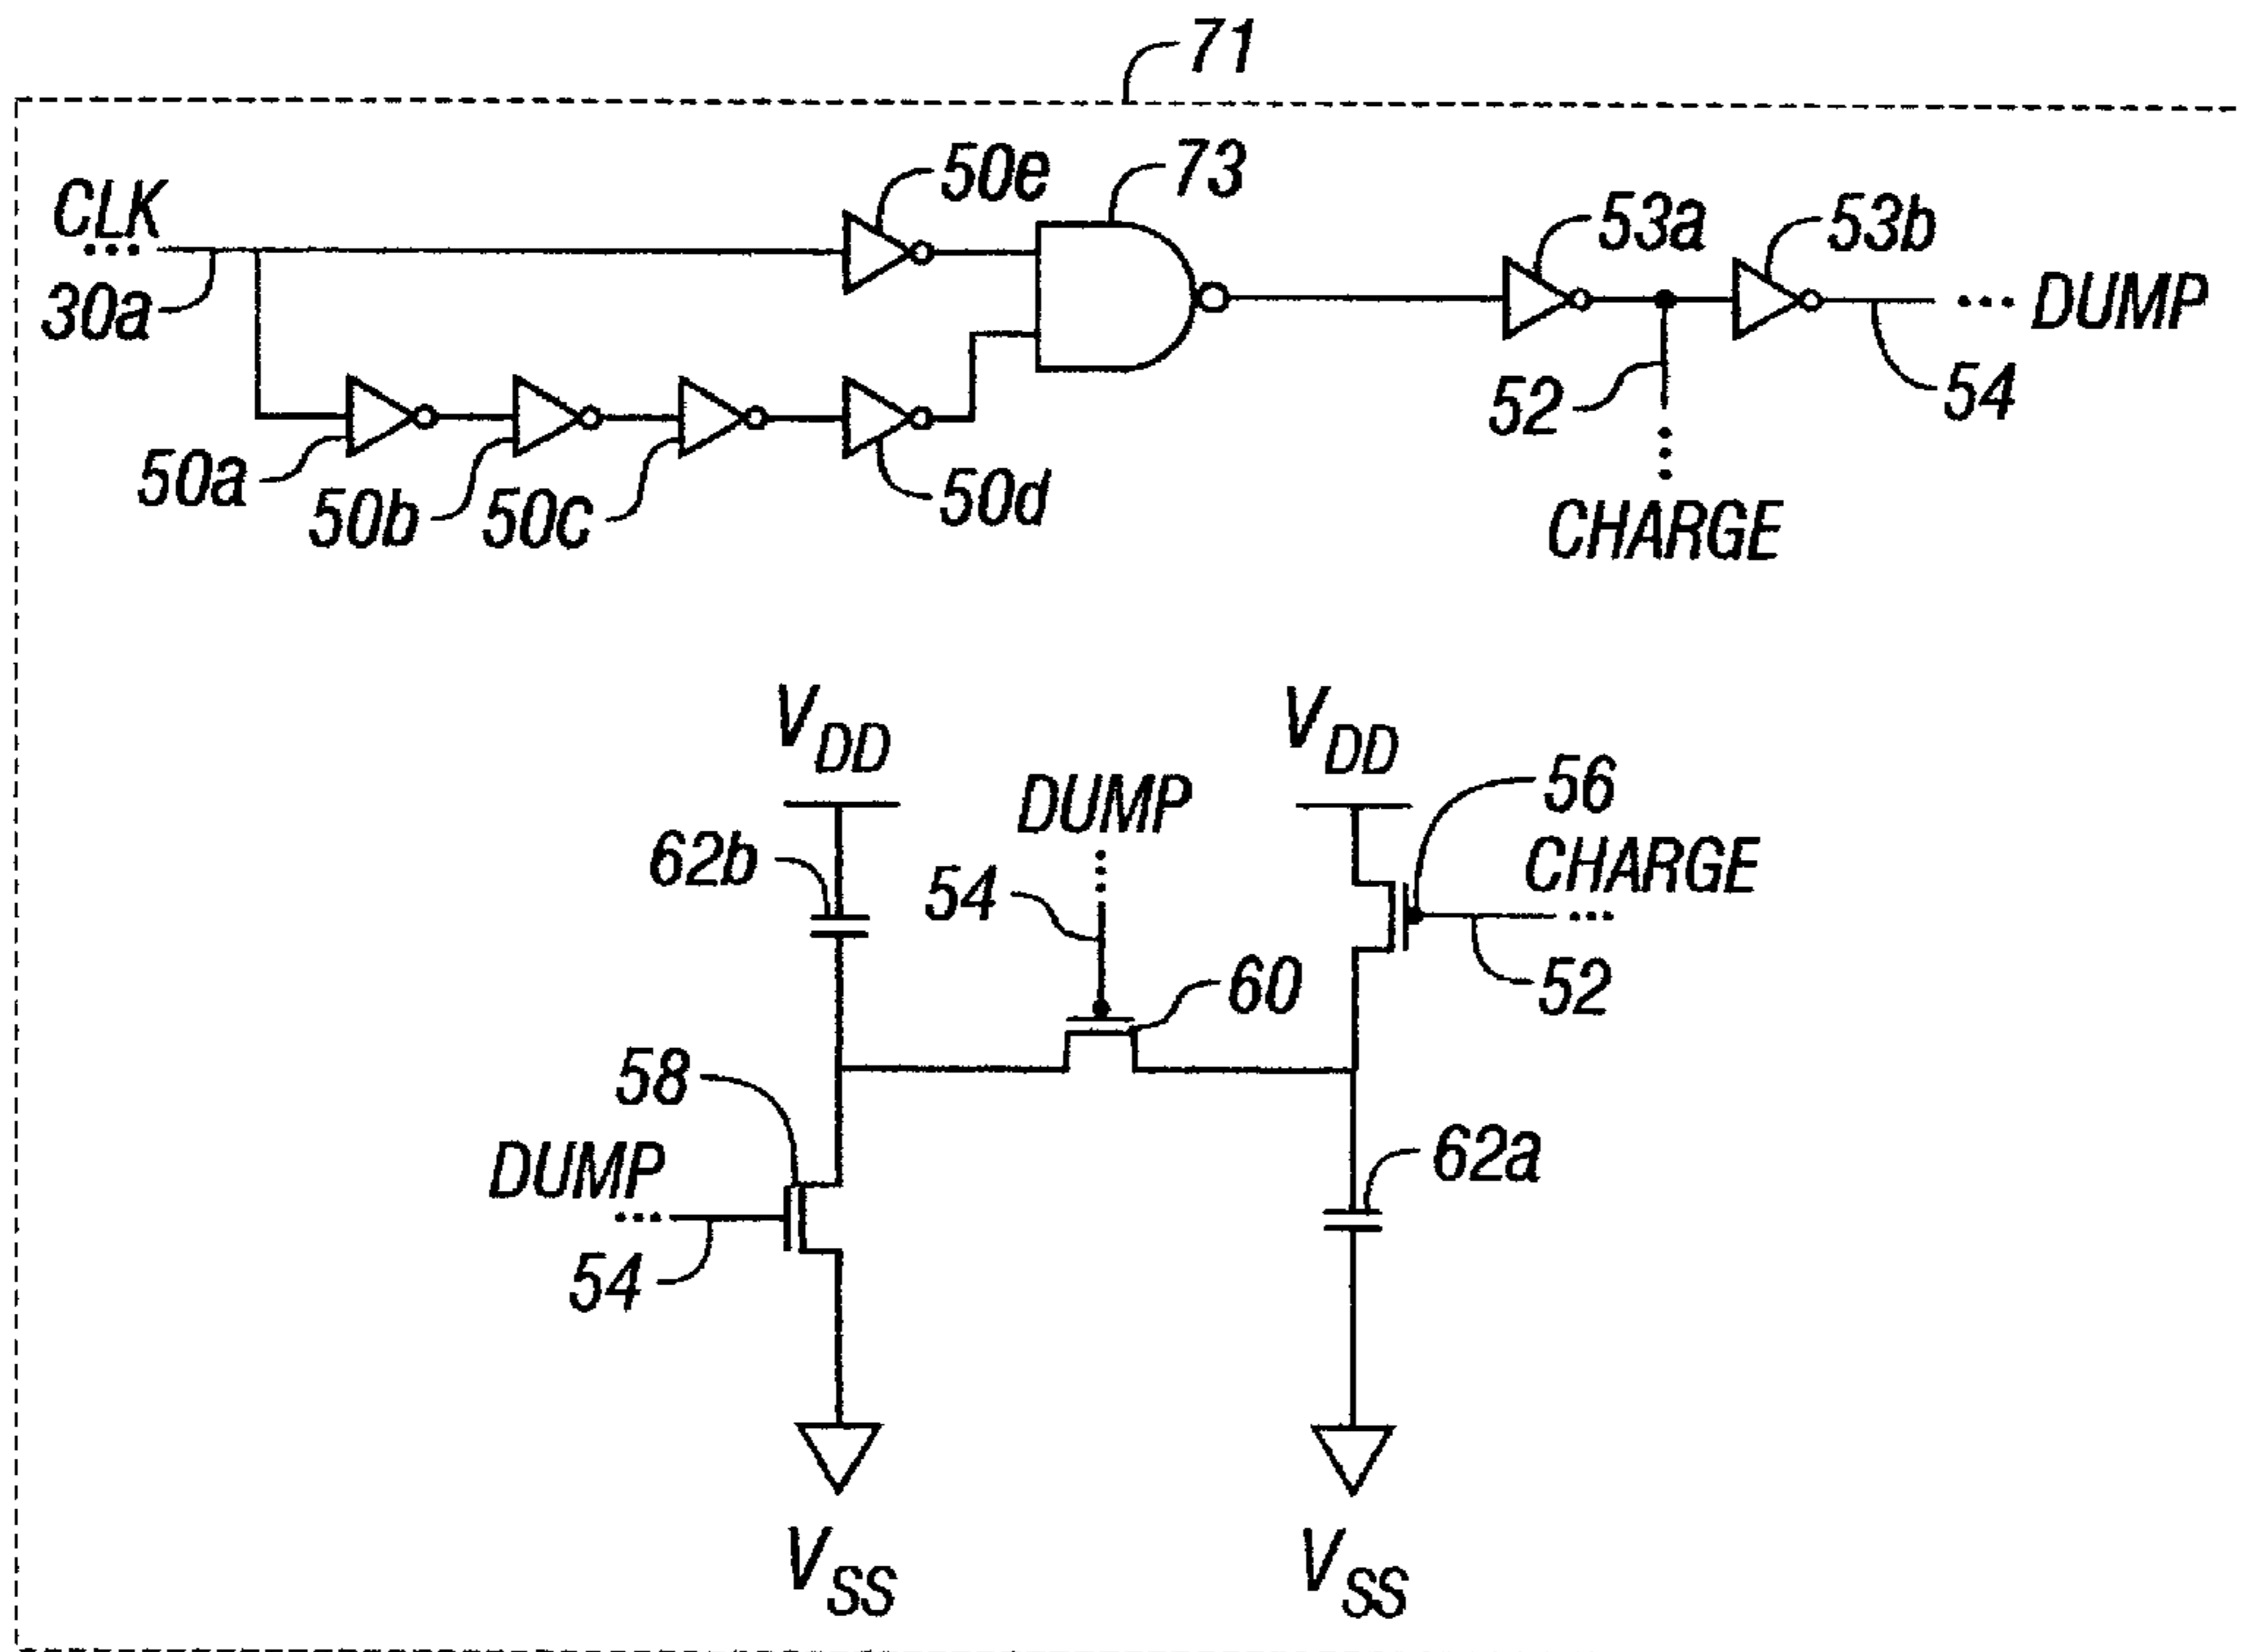 71
CLK
30a
50e
73
53a
53b
DUMP
50a
50b
50c
50d
52
54
CHARGE
VDD
VDD
62b
DUMP
54
56
CHARGE
52
60
58
DUMP
54
62a
VSS
VSS